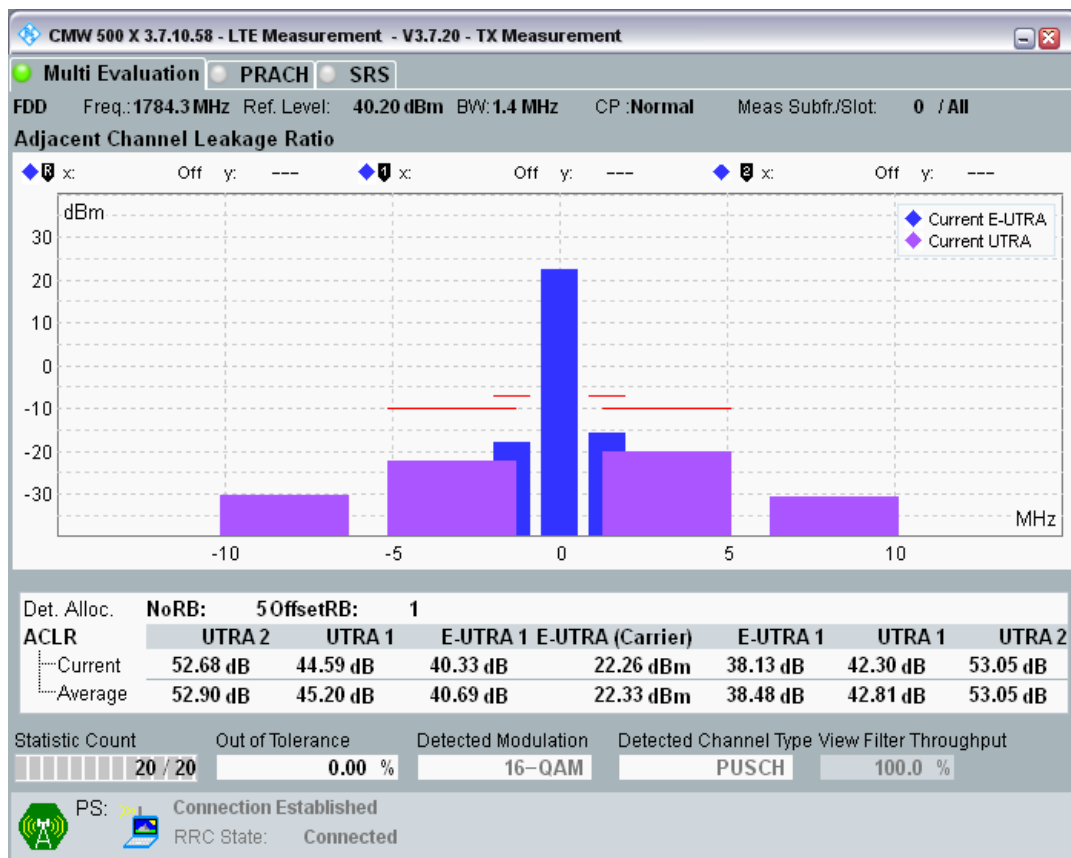 CMW 500 X 3.7.10.58 - LTE Measurement - V3.7.20 - TX Measurement
Multi Evaluation PRACH SRS
FDD Freq.:1784.3 MHz Ref. Level: 40.20 dBm BW:1.4 MHz CP :Normal Meas Subfr./Slot: 0 / All
Adjacent Channel Leakage Ratio
R x: Off y: --- 1 x: Off y: --- 2 x: Off y: ---
dBm
Current E-UTRA
Current UTRA
30
20
10
0
-10
-20
-30
MHz
-10 -5 0 5 10
Det. Alloc. NoRB: 5 OffsetRB: 1
ACLR UTRA 2 UTRA 1 E-UTRA 1 E-UTRA (Carrier) E-UTRA 1 UTRA 1 UTRA 2
Current 52.68 dB 44.59 dB 40.33 dB 22.26 dBm 38.13 dB 42.30 dB 53.05 dB
Average 52.90 dB 45.20 dB 40.69 dB 22.33 dBm 38.48 dB 42.81 dB 53.05 dB
Statistic Count Out of Tolerance Detected Modulation Detected Channel Type View Filter Throughput
20 / 20 0.00 % 16-QAM PUSCH 100.0 %
PS: Connection Established
RRC State: Connected